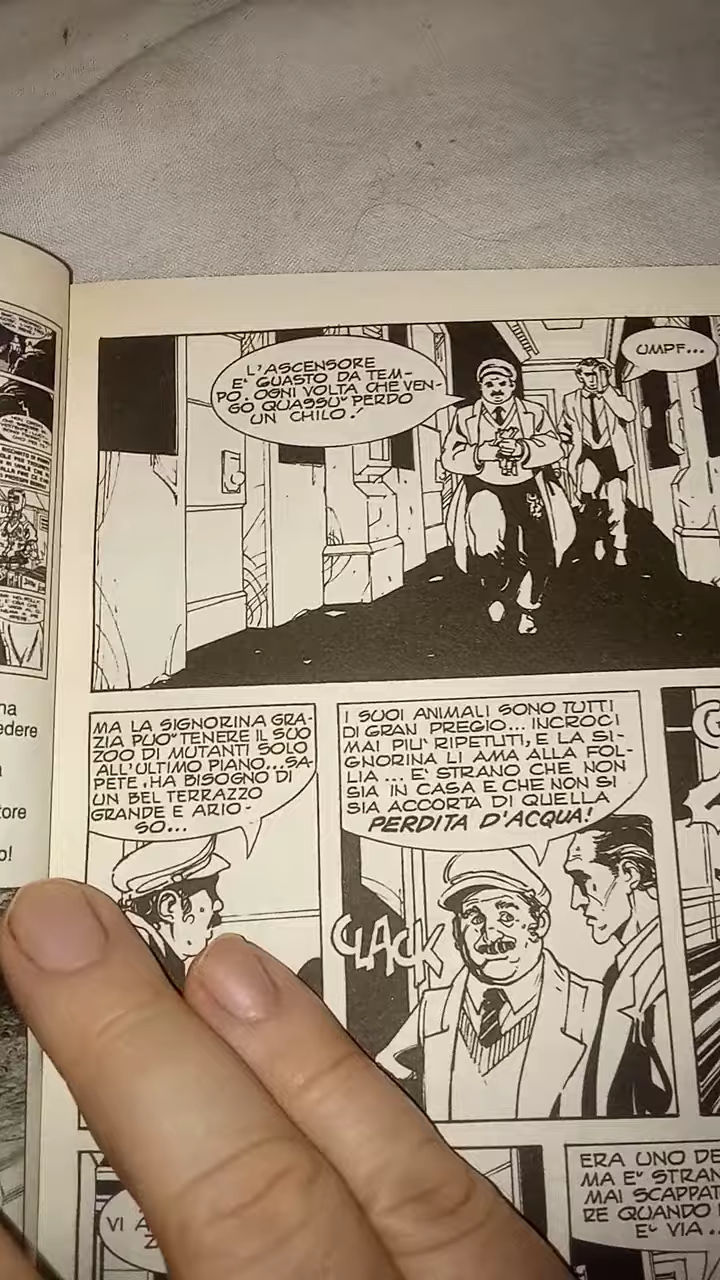 L'ASCENSORE
E' GUASTO DA TEM-
PO. OGNI VOLTA CHE VEN-
GO QUASSU' PERDO
UN CHILO!
UMPF...
MA LA SIGNORINA GRA-
ZIA PUO' TENERE IL SUO
ZOO DI MUTANTI SOLO
ALL'ULTIMO PIANO... SA-
PETE, HA BISOGNO DI
UN BEL TERRAZZO
GRANDE E ARIO-
SO...
I SUOI ANIMALI SONO TUTTI
DI GRAN PREGIO... INCROCI
MAI PIU' RIPETUTI, E LA SI-
GNORINA LI AMA ALLA FOL-
LIA... E' STRANO CHE NON
SIA IN CASA E CHE NON SI
SIA ACCORTA DI QUELLA
PERDITA D'ACQUA!
CLACK
na
edere
tore
o!
VI
ERA UNO DE
MA E' STRAN
MAI SCAPPAT
RE QUANDO
E' VIA...